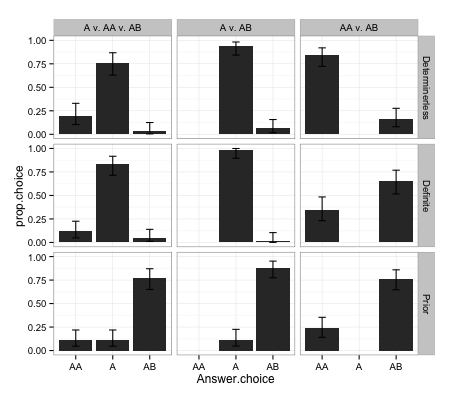 A v. AA v. AB
A v. AB
AA v. AB
1.00
0.75
0.50
0.25
0.00
Determinerless
prop.choice
1.00
0.75
0.50
0.25
0.00
Definite
1.00
0.75
0.50
0.25
0.00
Prior
AA A AB AA A AB AA A AB
Answer.choice